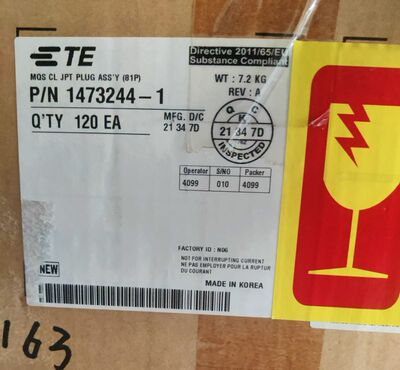 TE
Directive 2011/65/EU
Substance Compliant
MQS CL JPT PLUG ASS'Y (81P)
WT : 7.2 KG
P/N 1473244-1
REV : A
Q'TY 120 EA
MFG. D/C
21 34 7D
Q K C
21 34 7D
INSPECTED
Operator S/NO Packer
4099 010 4099
FACTORY ID : N06
NOT FOR INTERRUPTING CURRENT
NE PAS EMPLOYER POUR LA RUPTUR
DU COURANT
NEW
MADE IN KOREA
163